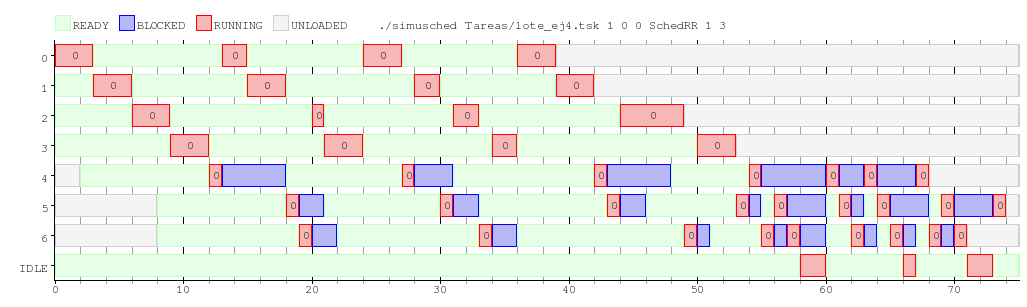 READY BLOCKED RUNNING UNLOADED ./simusched Tareas/lote_ej4.tsk 1 0 0 SchedRR 1 3
0 0 0 0 0
1 0 0 0 0
2 0 0 0 0
3 0 0 0 0
4 0 0 0 0 0 0 0
5 0 0 0 0 0 0 0 0
6 0 0 0 0 0 0 0 0 0
IDLE
0 10 20 30 40 50 60 70